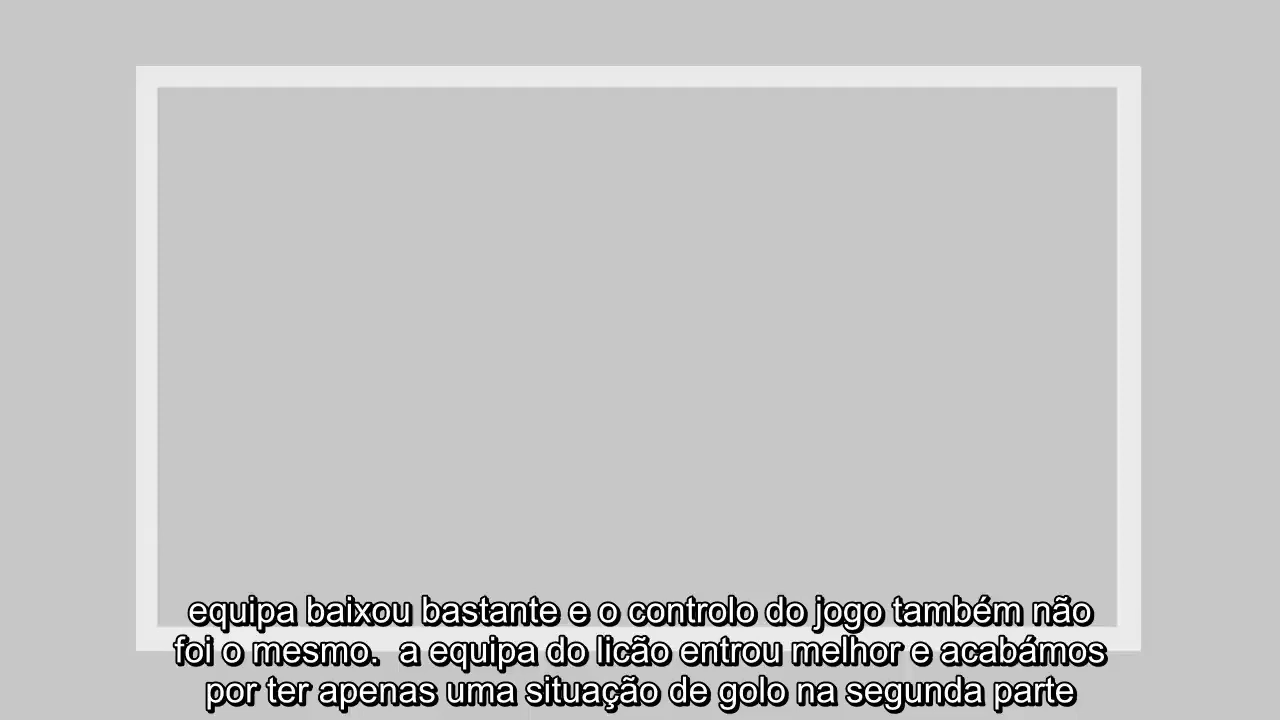 equipa baixou bastante e o controlo do jogo também não
foi o mesmo.  a equipa do licão entrou melhor e acabámos
por ter apenas uma situação de golo na segunda parte